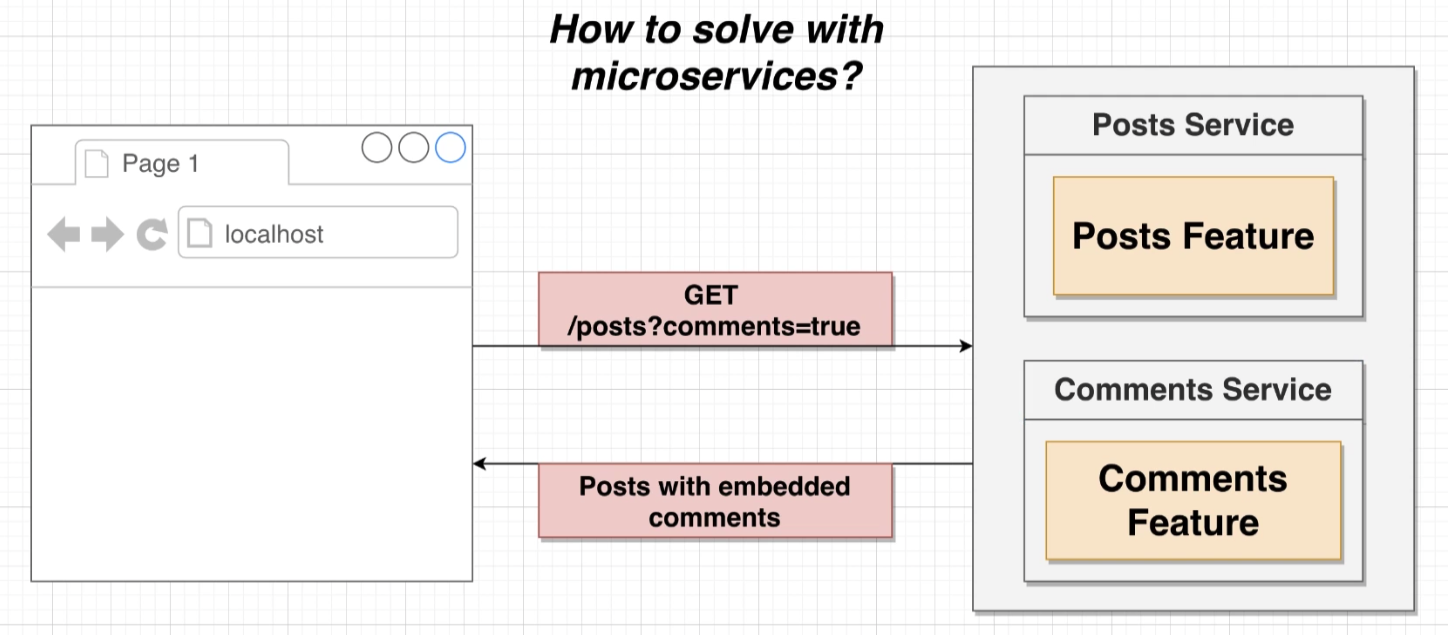 How to solve with
microservices?
Page 1
localhost
GET
/posts?comments=true
Posts with embedded
comments
Posts Service
Posts Feature
Comments Service
Comments
Feature